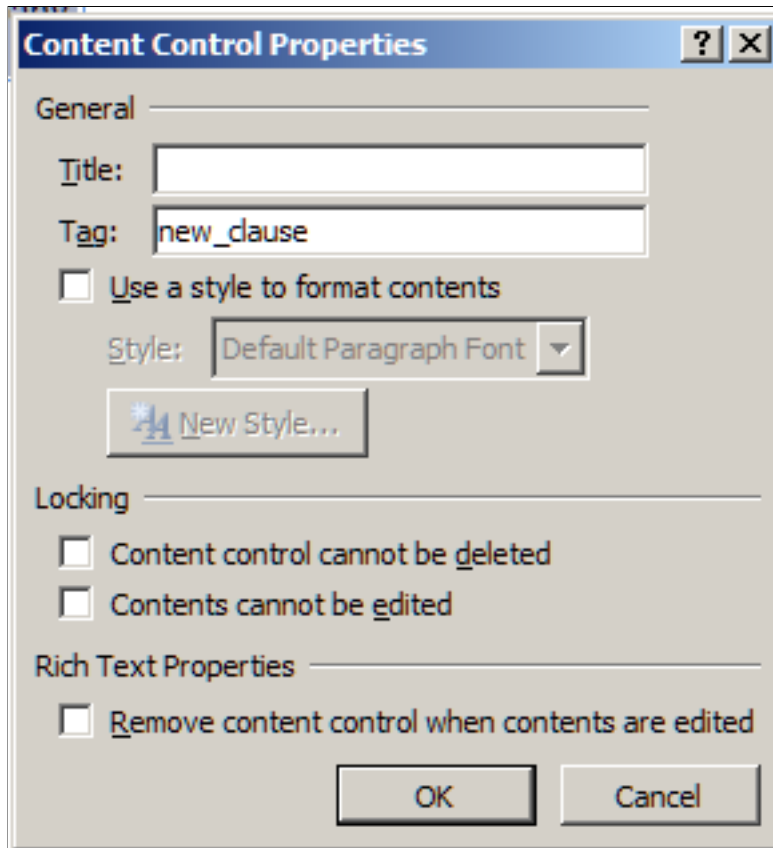 Content Control Properties
General
Title:
Tag: new_clause
Use a style to format contents
Style: Default Paragraph Font
New Style...
Locking
Content control cannot be deleted
Contents cannot be edited
Rich Text Properties
Remove content control when contents are edited
OK Cancel